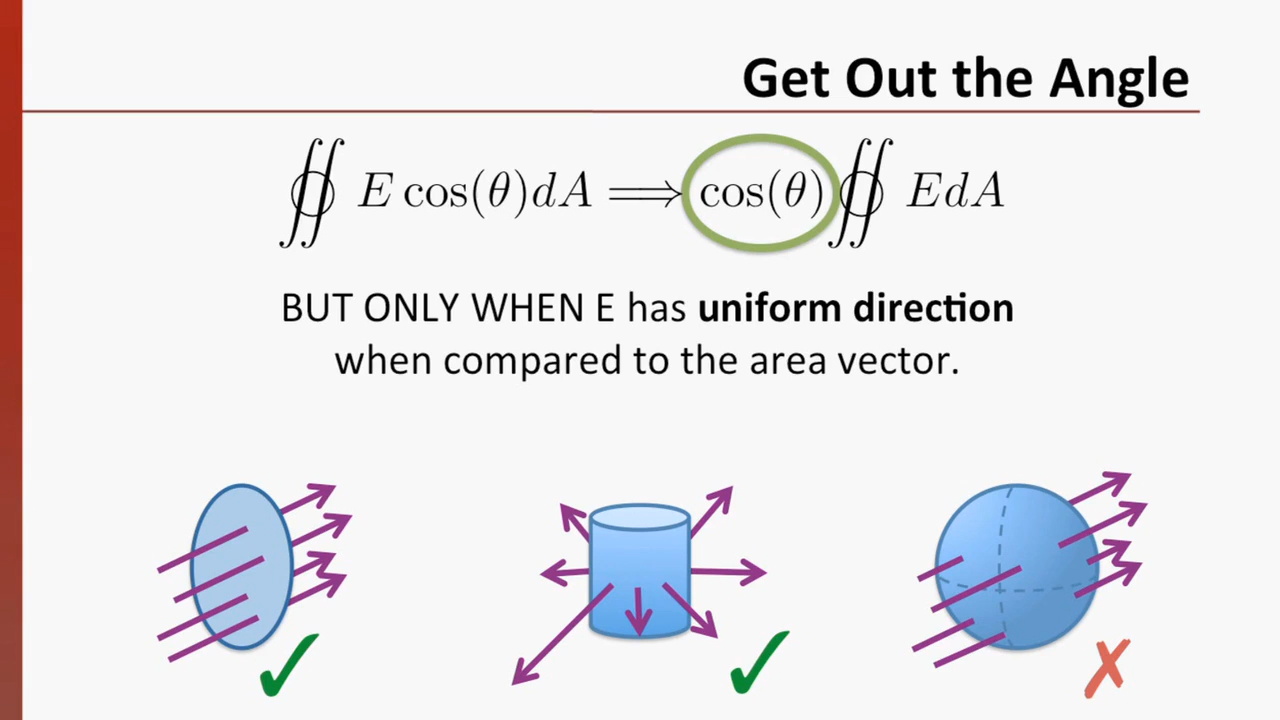 Get Out the Angle
∯ E cos(θ)dA ⟹ cos(θ) ∯ EdA
BUT ONLY WHEN E has uniform direction
when compared to the area vector.